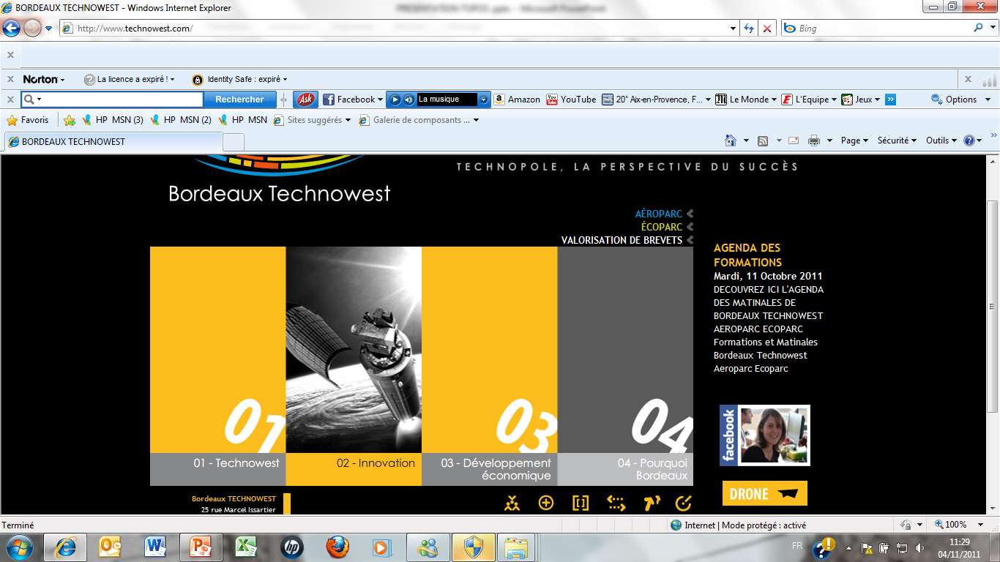 BORDEAUX TECHNOWEST - Windows Internet Explorer
http://www.technowest.com/
Bing
Norton
La licence a expiré !
Identity Safe : expiré
Rechercher
Ask
Facebook
La musique
Amazon
YouTube
20° Aix-en-Provence, F...
Le Monde
L'Equipe
Jeux
Options
Favoris
HP MSN (3)
HP MSN (2)
HP MSN
Sites suggérés
Galerie de composants ...
BORDEAUX TECHNOWEST
Page
Sécurité
Outils
TECHNOPOLE, LA PERSPECTIVE DU SUCCÈS
Bordeaux Technowest
AÉROPARC
ÉCOPARC
VALORISATION DE BREVETS
01
03
04
01 - Technowest
02 - Innovation
03 - Développement
économique
04 - Pourquoi
Bordeaux
AGENDA DES
FORMATIONS
Mardi, 11 Octobre 2011
DECOUVREZ ICI L'AGENDA
DES MATINALES DE
BORDEAUX TECHNOWEST
AEROPARC ECOPARC
Formations et Matinales
Bordeaux Technowest
Aeroparc Ecoparc
facebook
DRONE
Bordeaux TECHNOWEST
25 rue Marcel Issartier
Terminé
Internet | Mode protégé : activé
100%
FR
11:29
04/11/2011